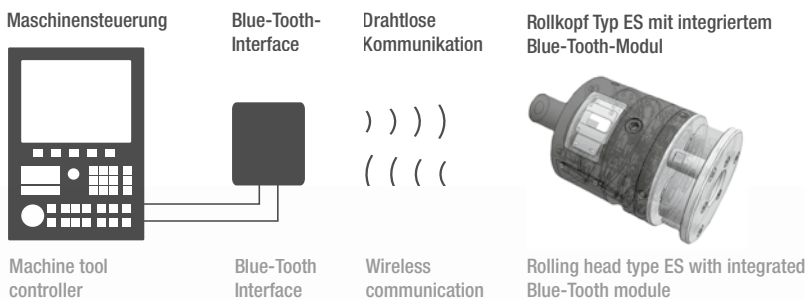 Maschinensteuerung
Blue-Tooth-
Interface
Drahtlose
Kommunikation
Rollkopf Typ ES mit integriertem
Blue-Tooth-Modul
Machine tool
controller
Blue-Tooth
Interface
Wireless
communication
Rolling head type ES with integrated
Blue-Tooth module